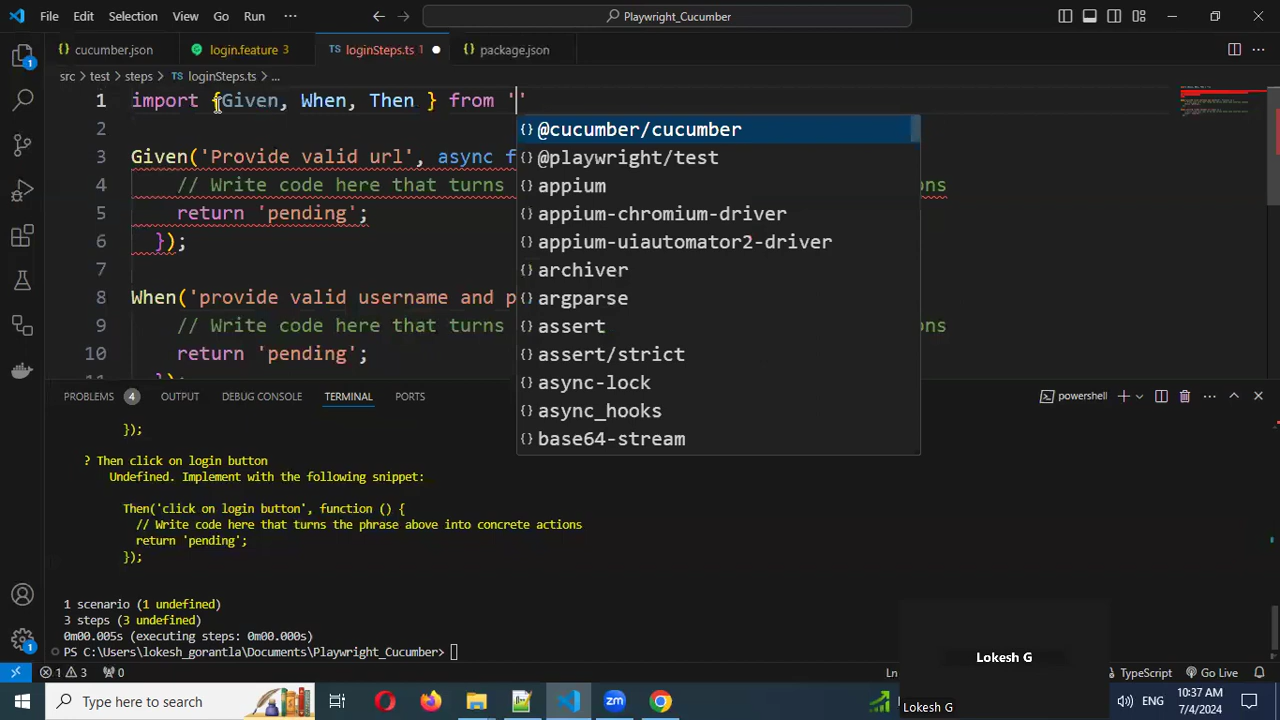 File Edit Selection View Go Run ··· Playwright_Cucumber
cucumber.json login.feature 3 loginSteps.ts 1 package.json
src > test > steps > loginSteps.ts > ...
1 import {Given, When, Then } from ''
2
3 Given('Provide valid url', async f
4 // Write code here that turns ons
5 return 'pending';
6 });
7
8 When('provide valid username and p
9 // Write code here that turns ons
10 return 'pending';
@cucumber/cucumber
@playwright/test
appium
appium-chromium-driver
appium-uiautomator2-driver
archiver
argparse
assert
assert/strict
async-lock
async_hooks
base64-stream
PROBLEMS 4 OUTPUT DEBUG CONSOLE TERMINAL PORTS powershell
});
? Then click on login button
Undefined. Implement with the following snippet:
Then('click on login button', function () {
// Write code here that turns the phrase above into concrete actions
return 'pending';
});
1 scenario (1 undefined)
3 steps (3 undefined)
0m00.005s (executing steps: 0m00.000s)
PS C:\Users\lokesh_gorantla\Documents\Playwright_Cucumber>
Lokesh G
1 3 0 Ln TypeScript Go Live
Type here to search zm Lokesh G ENG 10:37 AM
7/4/2024